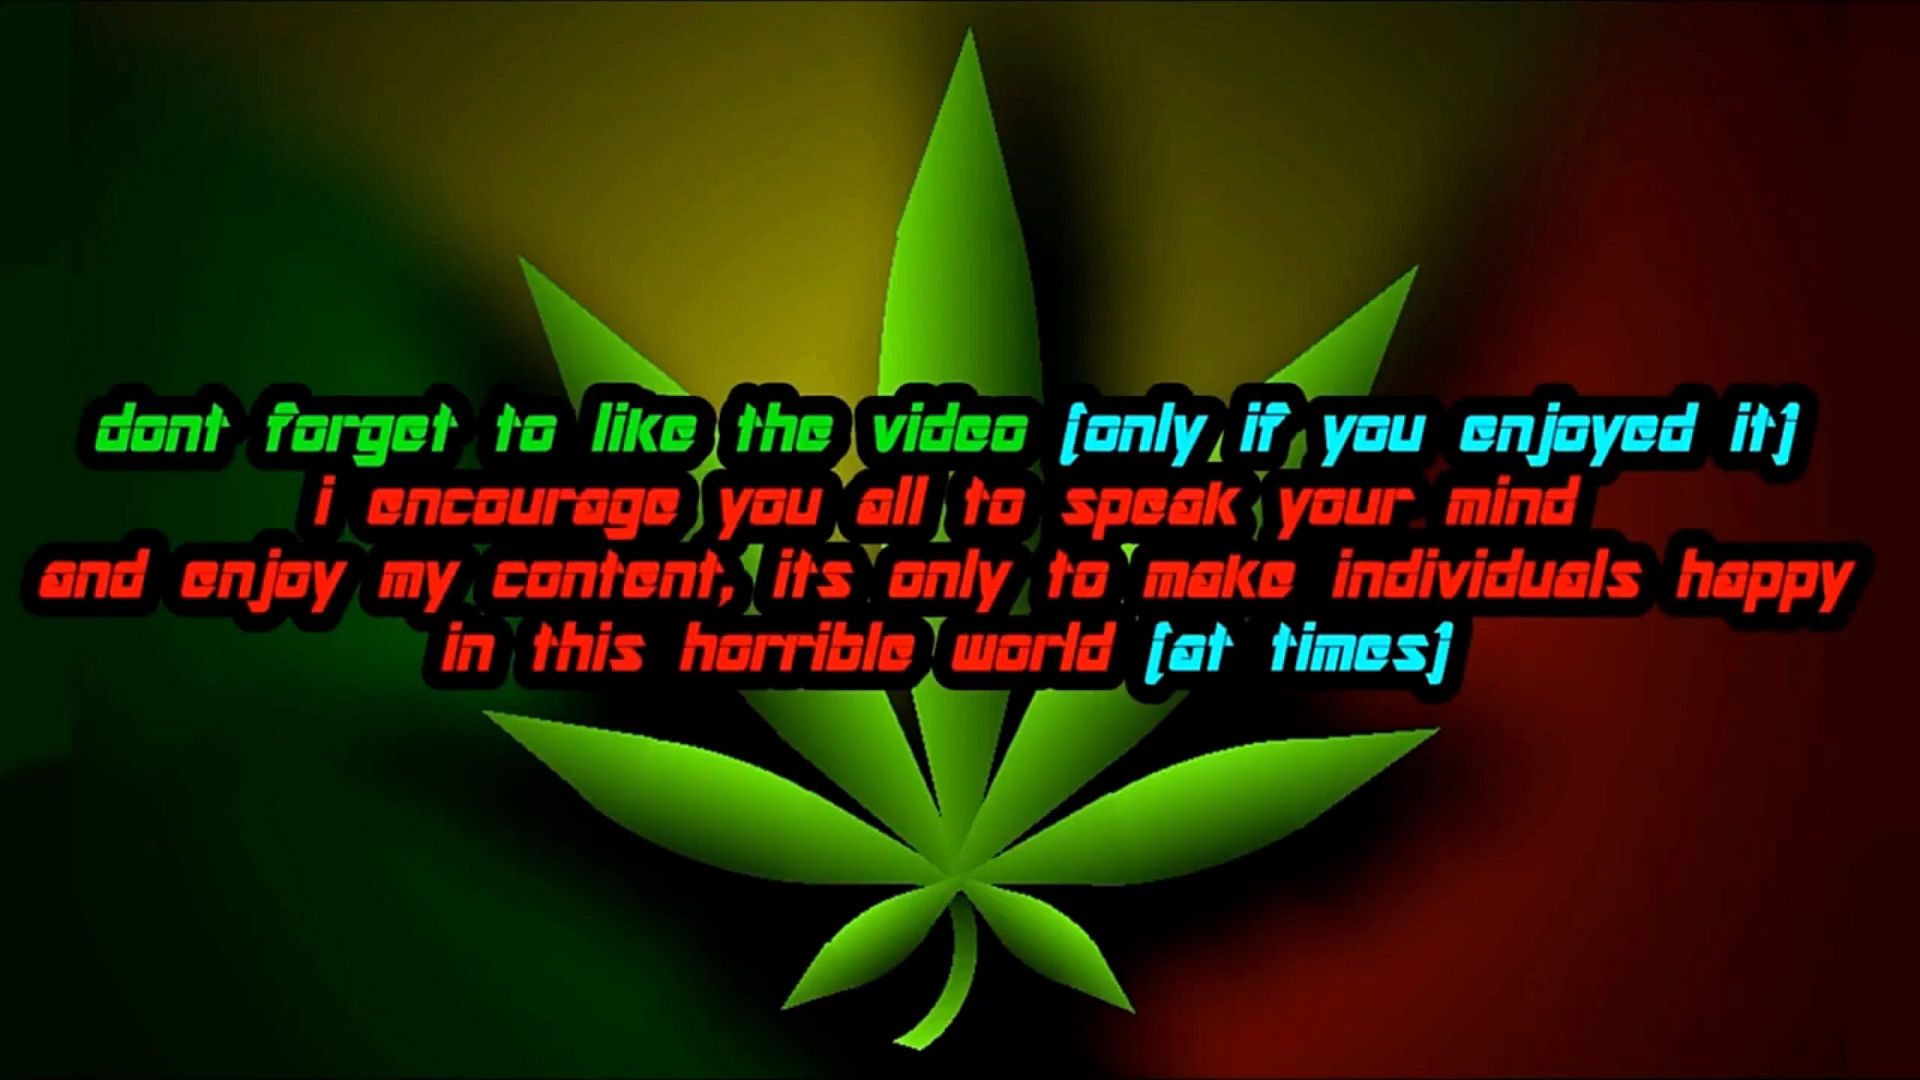 dont forget to like the video (only if you enjoyed it)
i encourage you all to speak your mind
and enjoy my content, its only to make individuals happy
in this horrible world (at times)